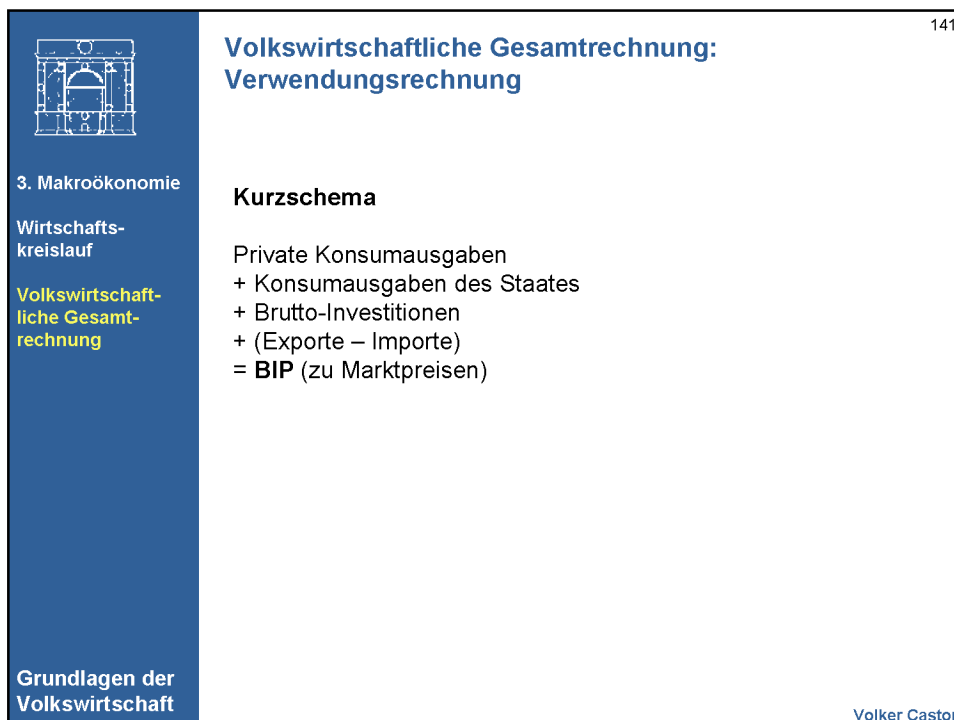 141
Volkswirtschaftliche Gesamtrechnung:
Verwendungsrechnung
3. Makroökonomie
Wirtschafts-
kreislauf
Volkswirtschaft-
liche Gesamt-
rechnung
Kurzschema
Private Konsumausgaben
+ Konsumausgaben des Staates
+ Brutto-Investitionen
+ (Exporte – Importe)
= BIP (zu Marktpreisen)
Grundlagen der
Volkswirtschaft
Volker Castor